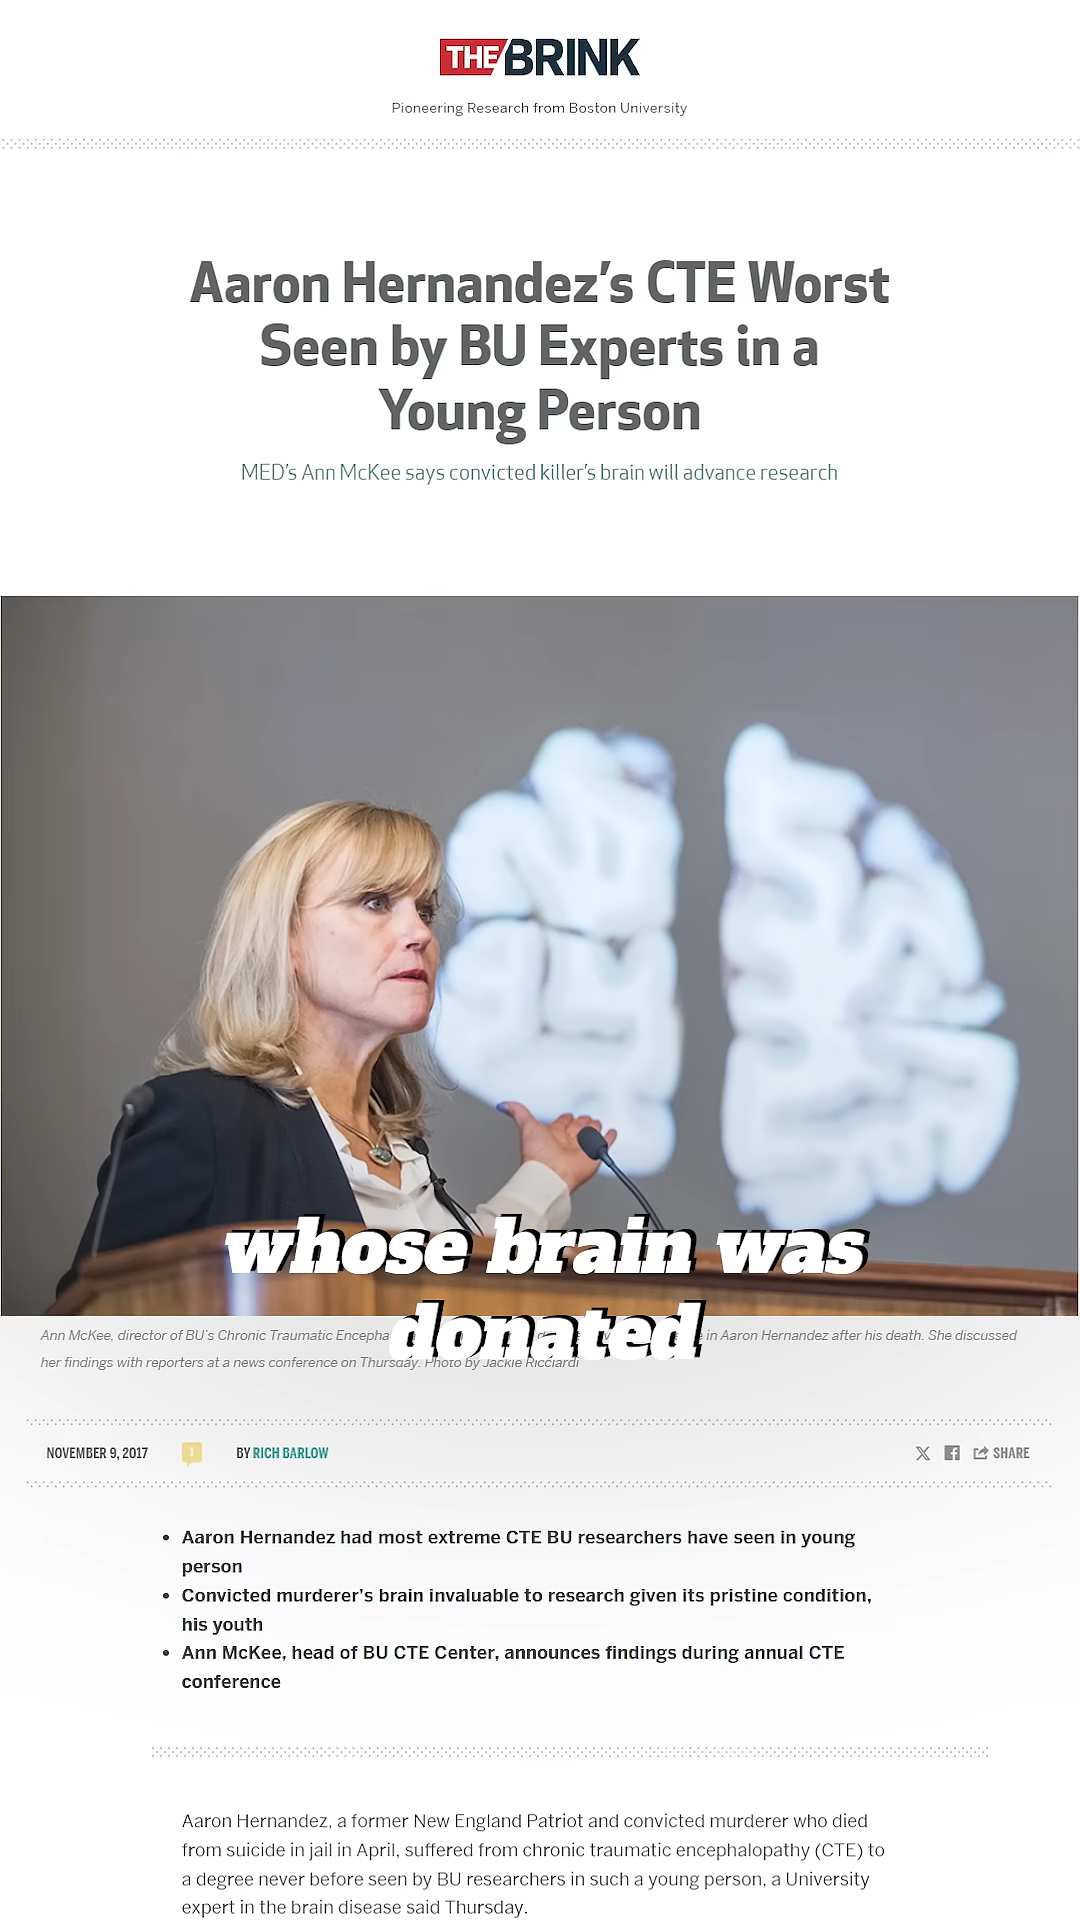 THE BRINK
Pioneering Research from Boston University
Aaron Hernandez’s CTE Worst
Seen by BU Experts in a
Young Person
MED’s Ann McKee says convicted killer’s brain will advance research
whose brain was
donated
Ann McKee, director of BU’s Chronic Traumatic Encepha in Aaron Hernandez after his death. She discussed
her findings with reporters at a news conference on Thursday. Photo by Jackie Ricciardi
NOVEMBER 9, 2017 1 BY RICH BARLOW SHARE
• Aaron Hernandez had most extreme CTE BU researchers have seen in young
person
• Convicted murderer’s brain invaluable to research given its pristine condition,
his youth
• Ann McKee, head of BU CTE Center, announces findings during annual CTE
conference
Aaron Hernandez, a former New England Patriot and convicted murderer who died
from suicide in jail in April, suffered from chronic traumatic encephalopathy (CTE) to
a degree never before seen by BU researchers in such a young person, a University
expert in the brain disease said Thursday.